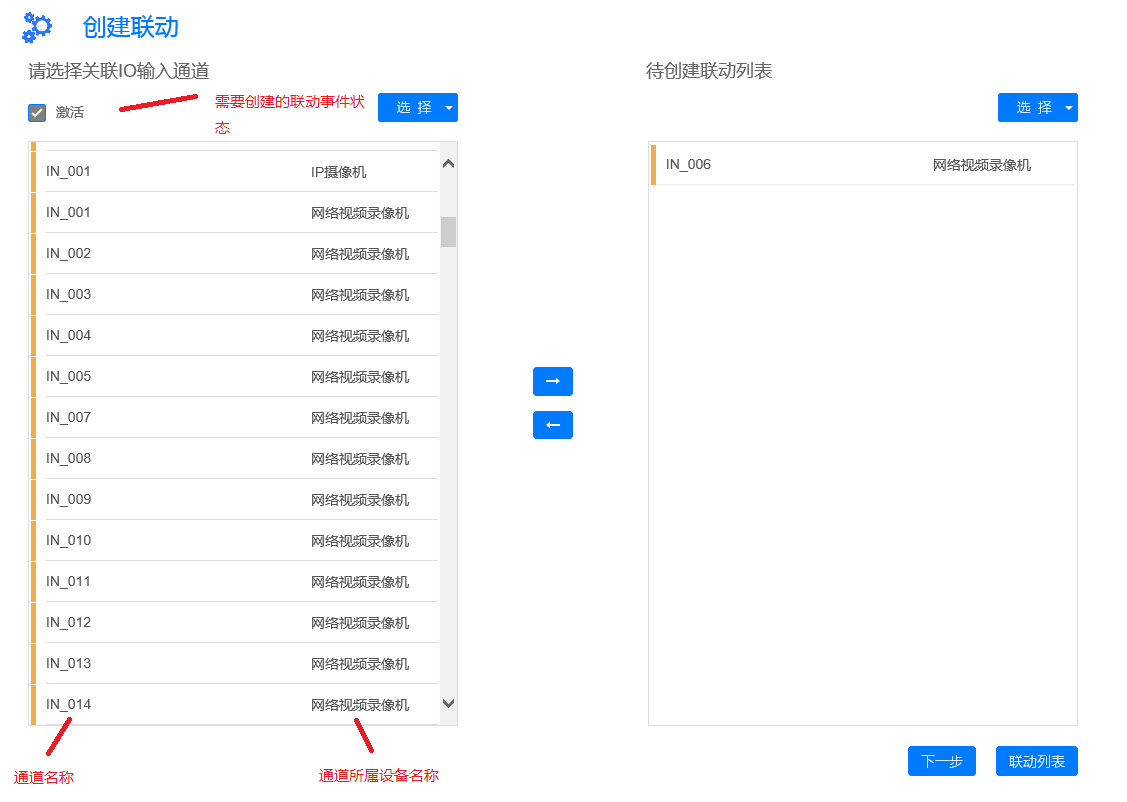 创建联动
请选择关联IO输入通道
待创建联动列表
激活
需要创建的联动事件状
态
选 择
选 择
IN_001 IP摄像机
IN_001 网络视频录像机
IN_002 网络视频录像机
IN_003 网络视频录像机
IN_004 网络视频录像机
IN_005 网络视频录像机
IN_007 网络视频录像机
IN_008 网络视频录像机
IN_009 网络视频录像机
IN_010 网络视频录像机
IN_011 网络视频录像机
IN_012 网络视频录像机
IN_013 网络视频录像机
IN_014 网络视频录像机
IN_006 网络视频录像机
通道名称
通道所属设备名称
下一步
联动列表